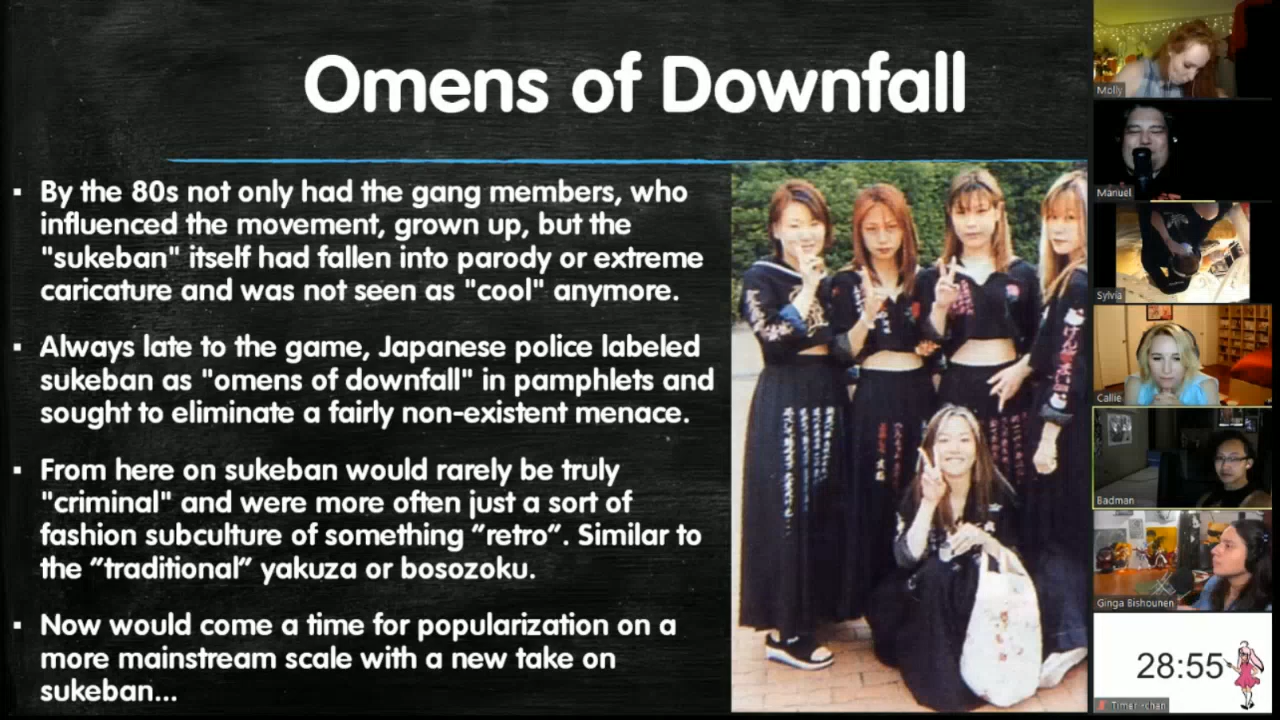 Omens of Downfall
▪ By the 80s not only had the gang members, who
influenced the movement, grown up, but the
"sukeban" itself had fallen into parody or extreme
caricature and was not seen as "cool" anymore.
▪ Always late to the game, Japanese police labeled
sukeban as "omens of downfall" in pamphlets and
sought to eliminate a fairly non-existent menace.
▪ From here on sukeban would rarely be truly
"criminal" and were more often just a sort of
fashion subculture of something “retro”. Similar to
the “traditional” yakuza or bosozoku.
▪ Now would come a time for popularization on a
more mainstream scale with a new take on
sukeban...
Molly
Manuel
Sylvia
Callie
Badman
Ginga Bishounen
28:55
Timer-chan